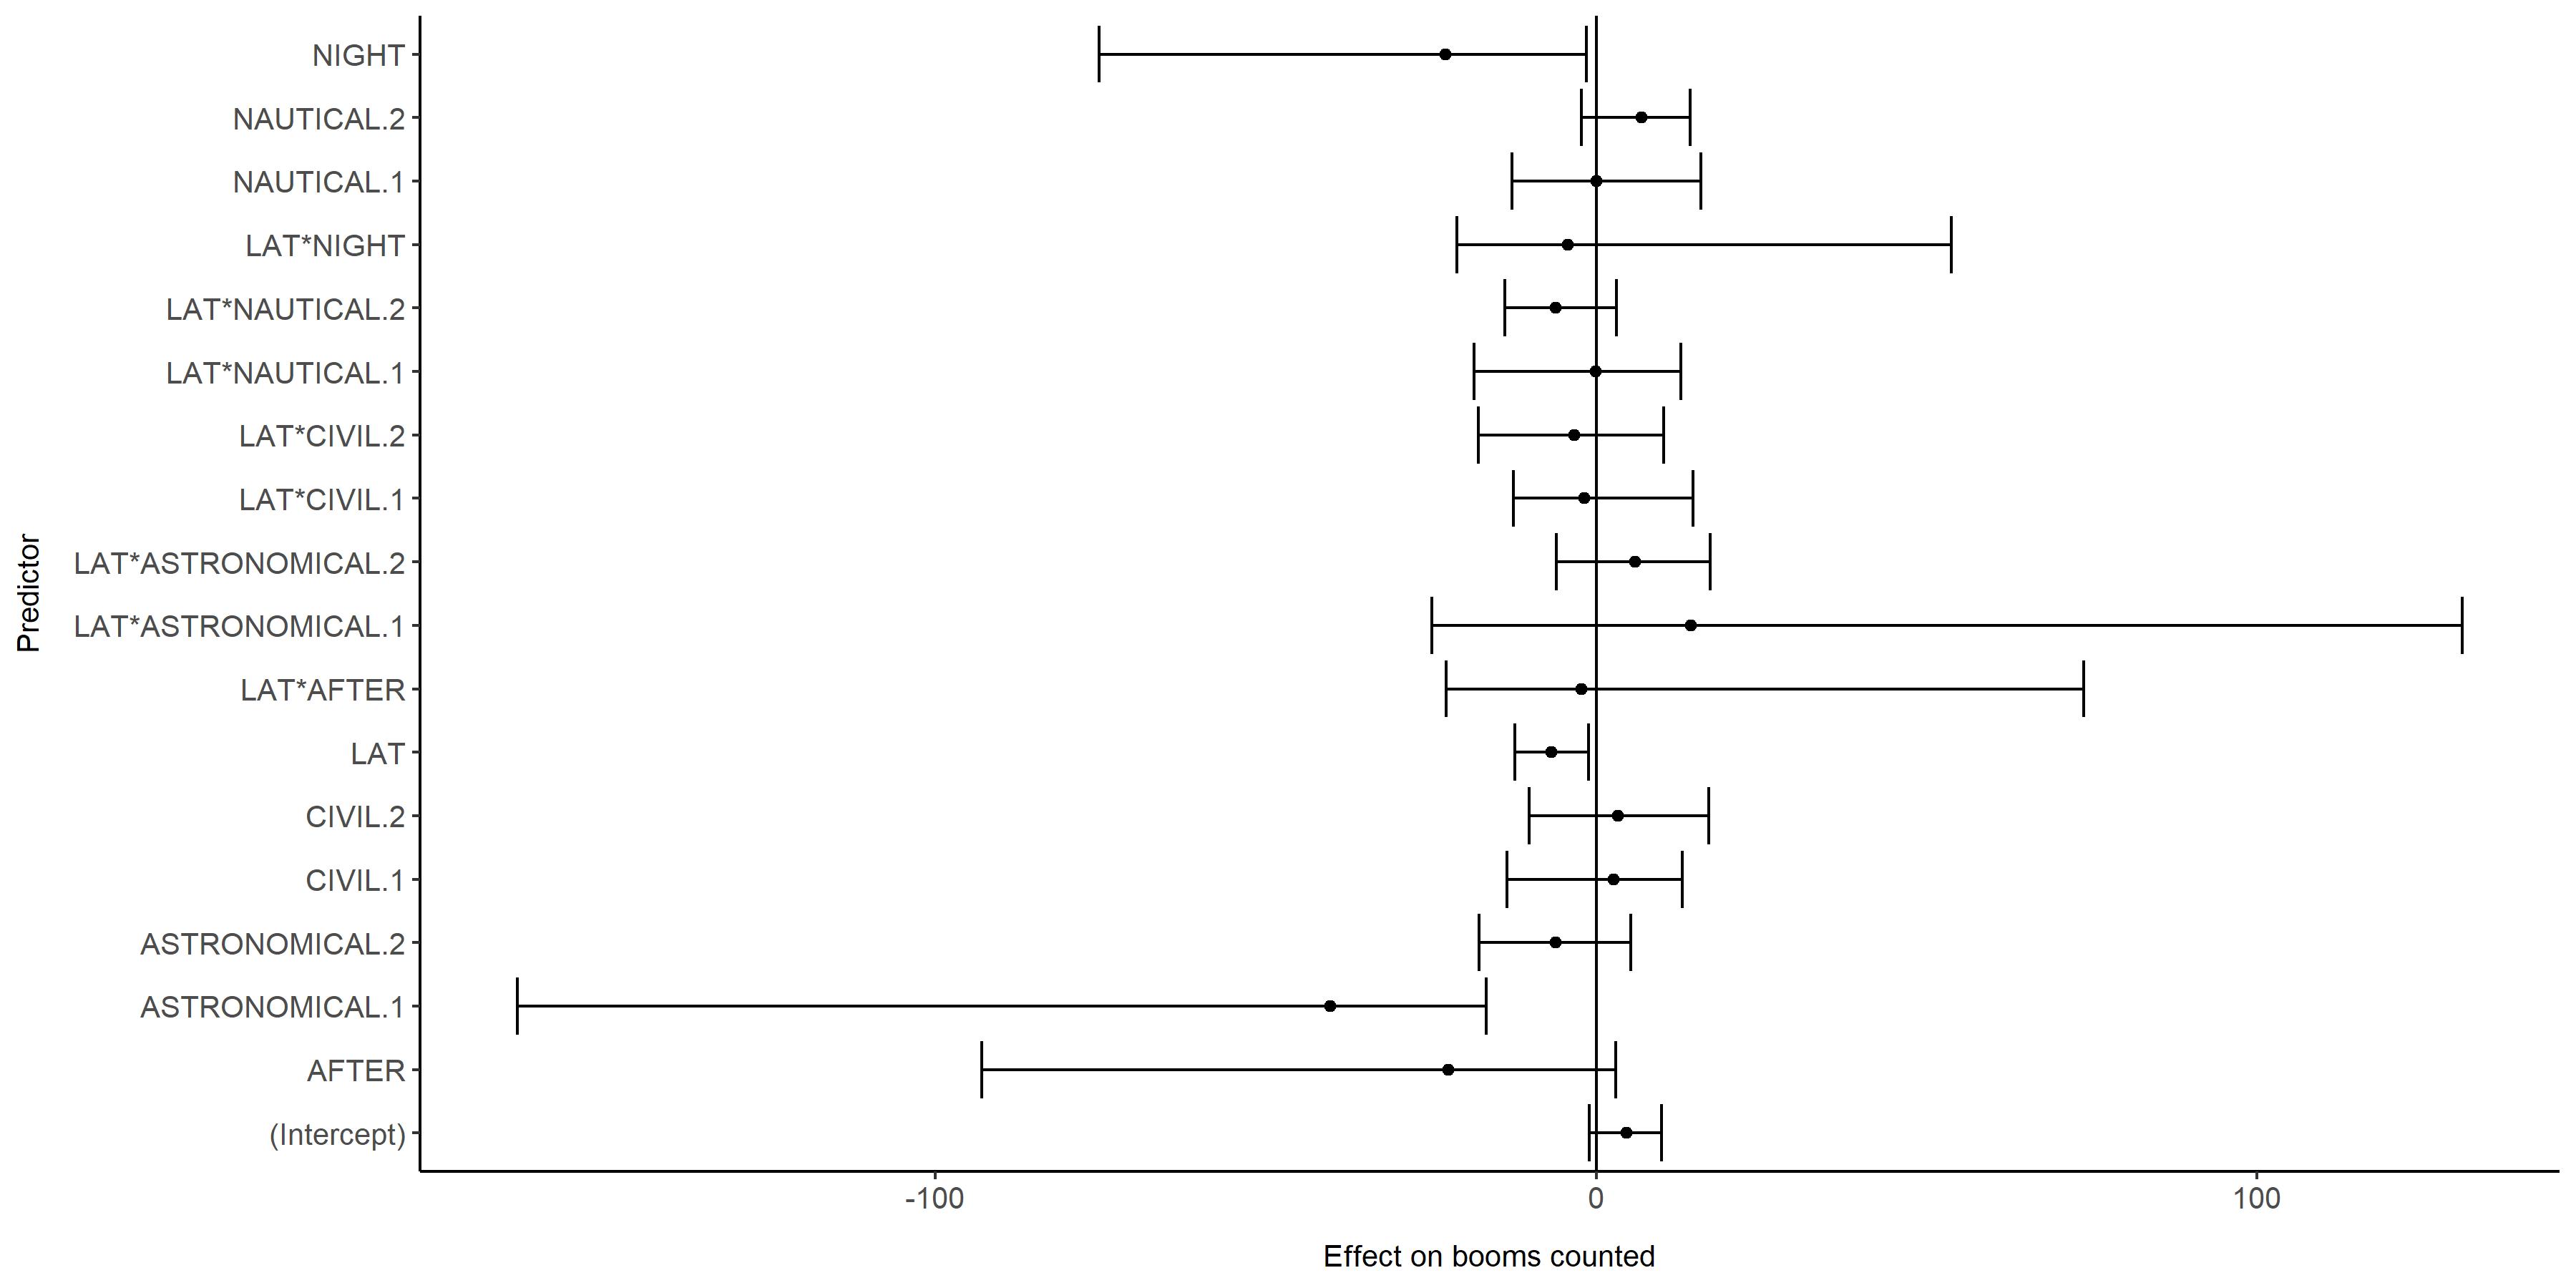 NIGHT
NAUTICAL.2
NAUTICAL.1
LAT*NIGHT
LAT*NAUTICAL.2
LAT*NAUTICAL.1
LAT*CIVIL.2
LAT*CIVIL.1
LAT*ASTRONOMICAL.2
LAT*ASTRONOMICAL.1
LAT*AFTER
LAT
CIVIL.2
CIVIL.1
ASTRONOMICAL.2
ASTRONOMICAL.1
AFTER
(Intercept)
Predictor
-100 0 100
Effect on booms counted